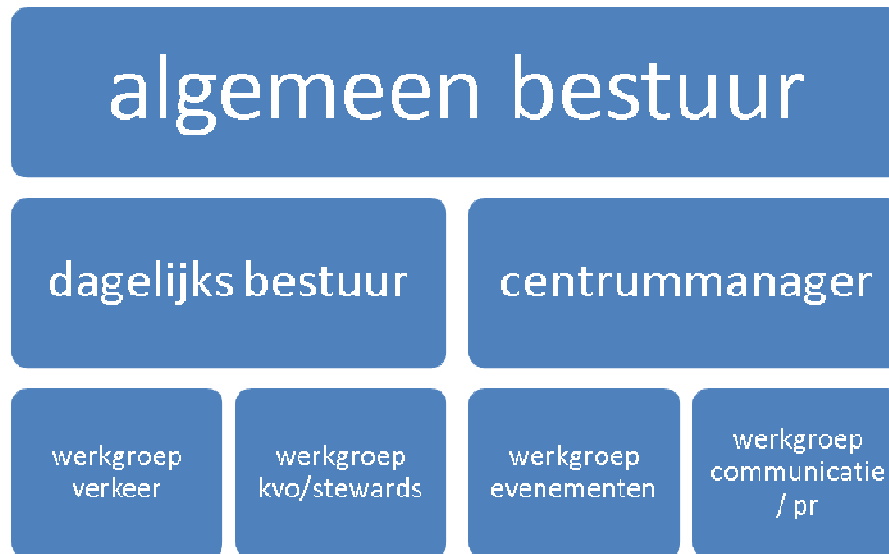 algemeen bestuur
dagelijks bestuur
centrummanager
werkgroep
verkeer
werkgroep
kvo/stewards
werkgroep
evenementen
werkgroep
communicatie
/ pr